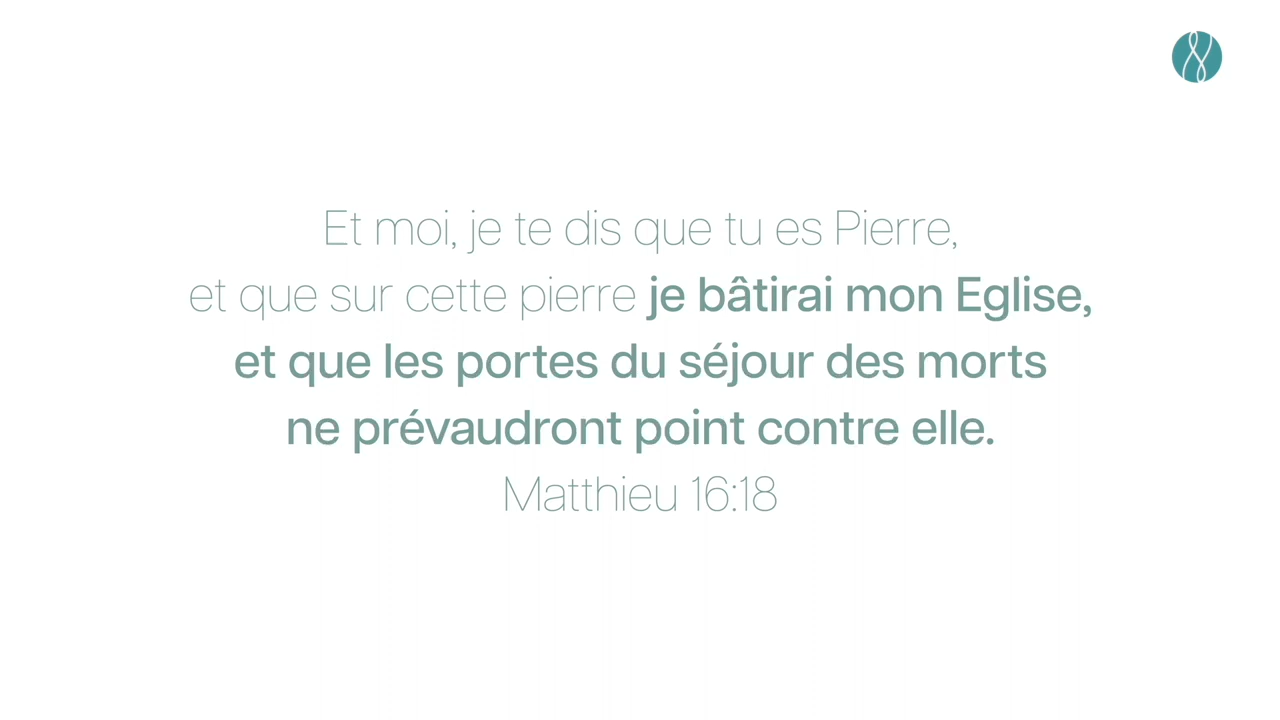 Et moi, je te dis que tu es Pierre,
et que sur cette pierre je bâtirai mon Eglise,
et que les portes du séjour des morts
ne prévaudront point contre elle.
Matthieu 16:18